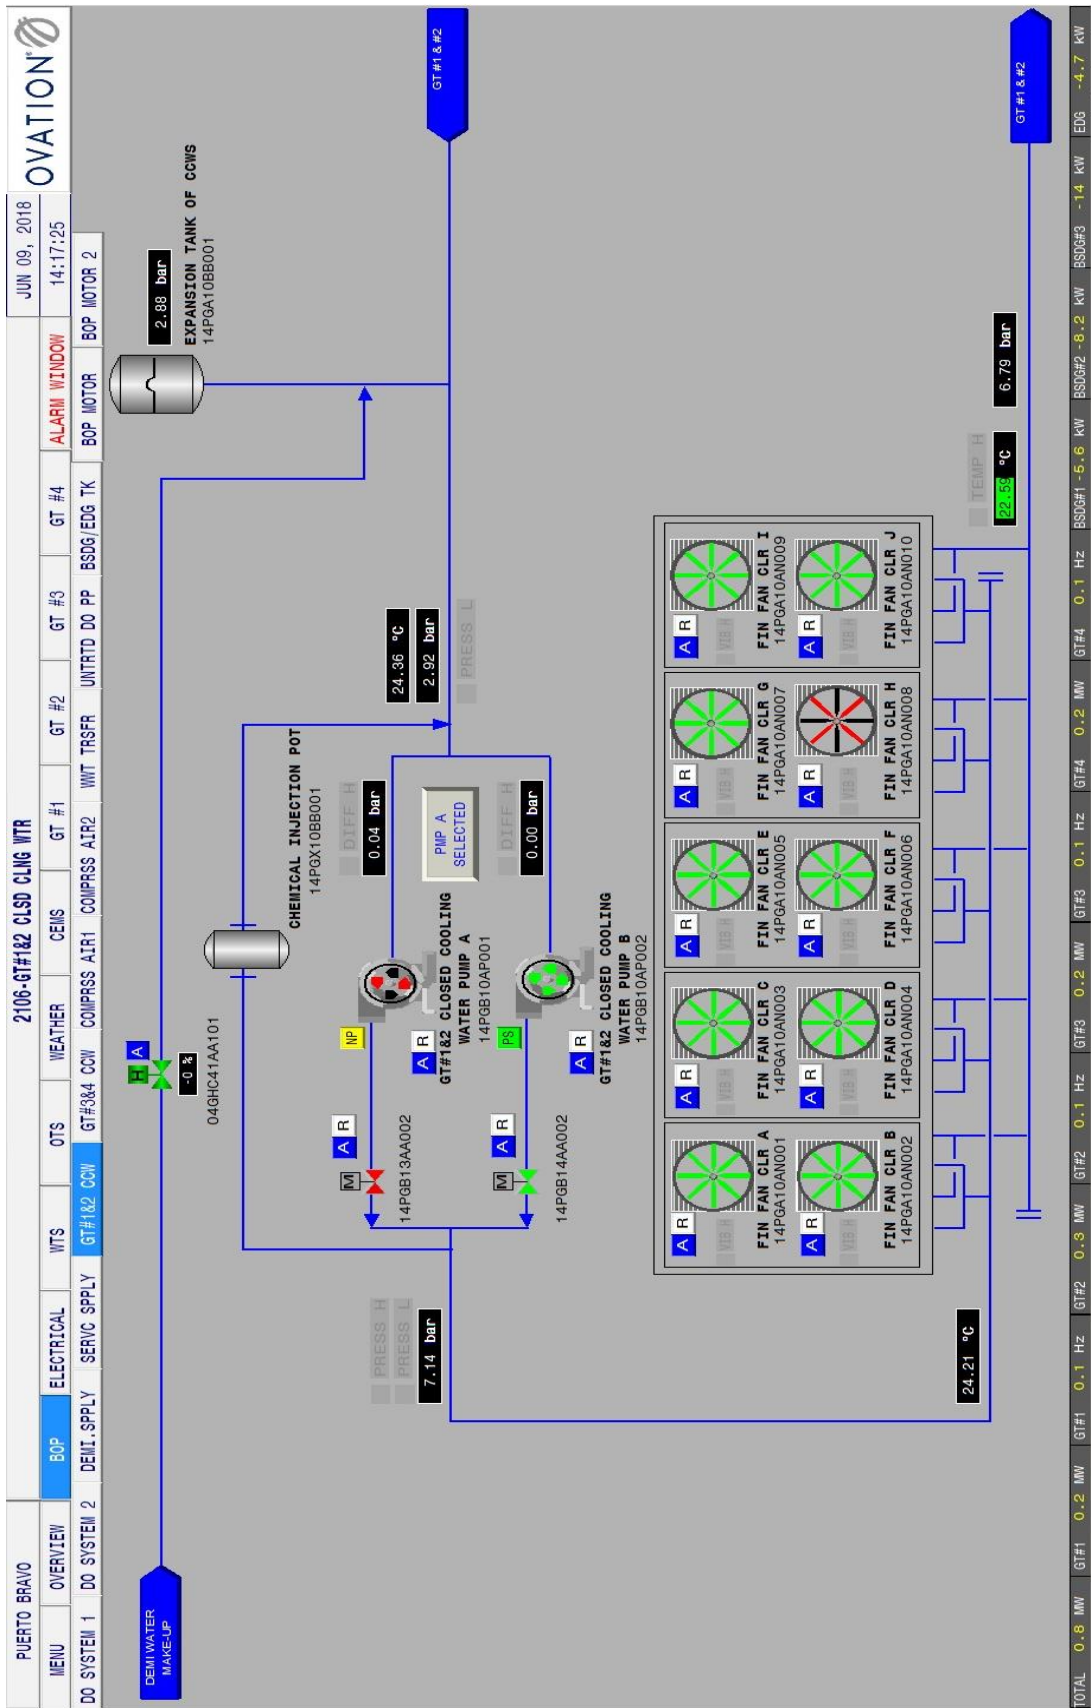 PUERTO BRAVO
2106-GT#1&2 CLSD CLNG WTR
JUN 09, 2018
OVATION®
MENU
OVERVIEW
BOP
ELECTRICAL
WTS
OTS
WEATHER
CEMS
GT #1
GT #2
GT #3
GT #4
ALARM WINDOW
14:17:25
DO SYSTEM 1
DO SYSTEM 2
DEMI.SPPLY
SERVC SPPLY
GT#1&2 CCW
GT#3&4 CCW
COMPRSS AIR1
COMPRSS AIR2
WWT TRSFR
UNTRTD DO PP
BSDG/EDG TK
BOP MOTOR
BOP MOTOR 2
DEMI WATER
MAKE-UP
H
A
-0 %
04GHC41AA101
2.88 bar
EXPANSION TANK OF CCWS
14PGA10BB001
CHEMICAL INJECTION POT
14PGX10BB001
PRESS H
PRESS L
7.14 bar
M
A R
14PGB13AA002
NP
A R
GT#1&2 CLOSED COOLING
WATER PUMP A
14PGB10AP001
DIFF H
0.04 bar
PMP A
SELECTED
24.36 °C
2.92 bar
PRESS L
GT #1 & #2
M
A R
14PGB14AA002
PS
A R
GT#1&2 CLOSED COOLING
WATER PUMP B
14PGB10AP002
DIFF H
0.00 bar
A R
VIB H
FIN FAN CLR A
14PGA10AN001
A R
VIB H
FIN FAN CLR C
14PGA10AN003
A R
VIB H
FIN FAN CLR E
14PGA10AN005
A R
VIB H
FIN FAN CLR G
14PGA10AN007
A R
VIB H
FIN FAN CLR I
14PGA10AN009
A R
VIB H
FIN FAN CLR B
14PGA10AN002
A R
VIB H
FIN FAN CLR D
14PGA10AN004
A R
VIB H
FIN FAN CLR F
14PGA10AN006
A R
VIB H
FIN FAN CLR H
14PGA10AN008
A R
VIB H
FIN FAN CLR J
14PGA10AN010
24.21 °C
TEMP H
22.59 °C
6.79 bar
GT #1 & #2
TOTAL 0.8 MW GT#1 0.2 MW GT#1 0.1 Hz GT#2 0.3 MW GT#2 0.1 Hz GT#3 0.2 MW GT#3 0.1 Hz GT#4 0.2 MW GT#4 0.1 Hz BSDG#1 -5.6 kW BSDG#2 -8.2 kW BSDG#3 -14 kW EDG -4.7 kW